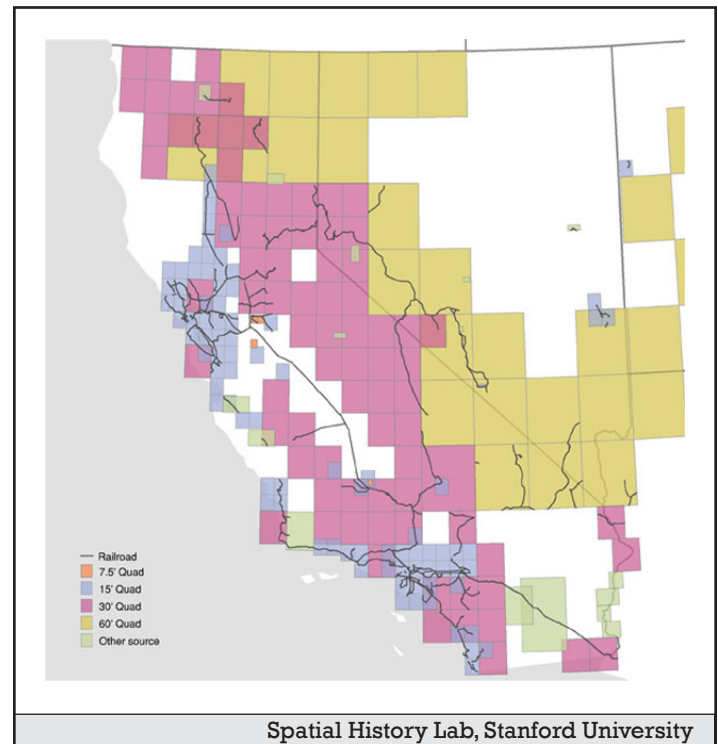 Railroad
7.5' Quad
15' Quad
30' Quad
60' Quad
Other source
Spatial History Lab, Stanford University